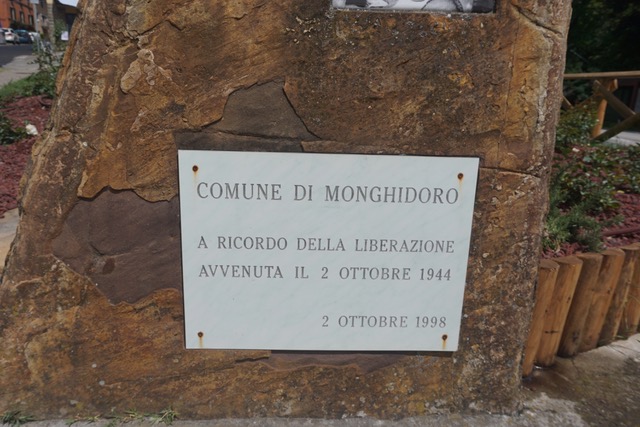 COMUNE DI MONGHIDORO
A RICORDO DELLA LIBERAZIONE
AVVENUTA IL 2 OTTOBRE 1944
2 OTTOBRE 1998